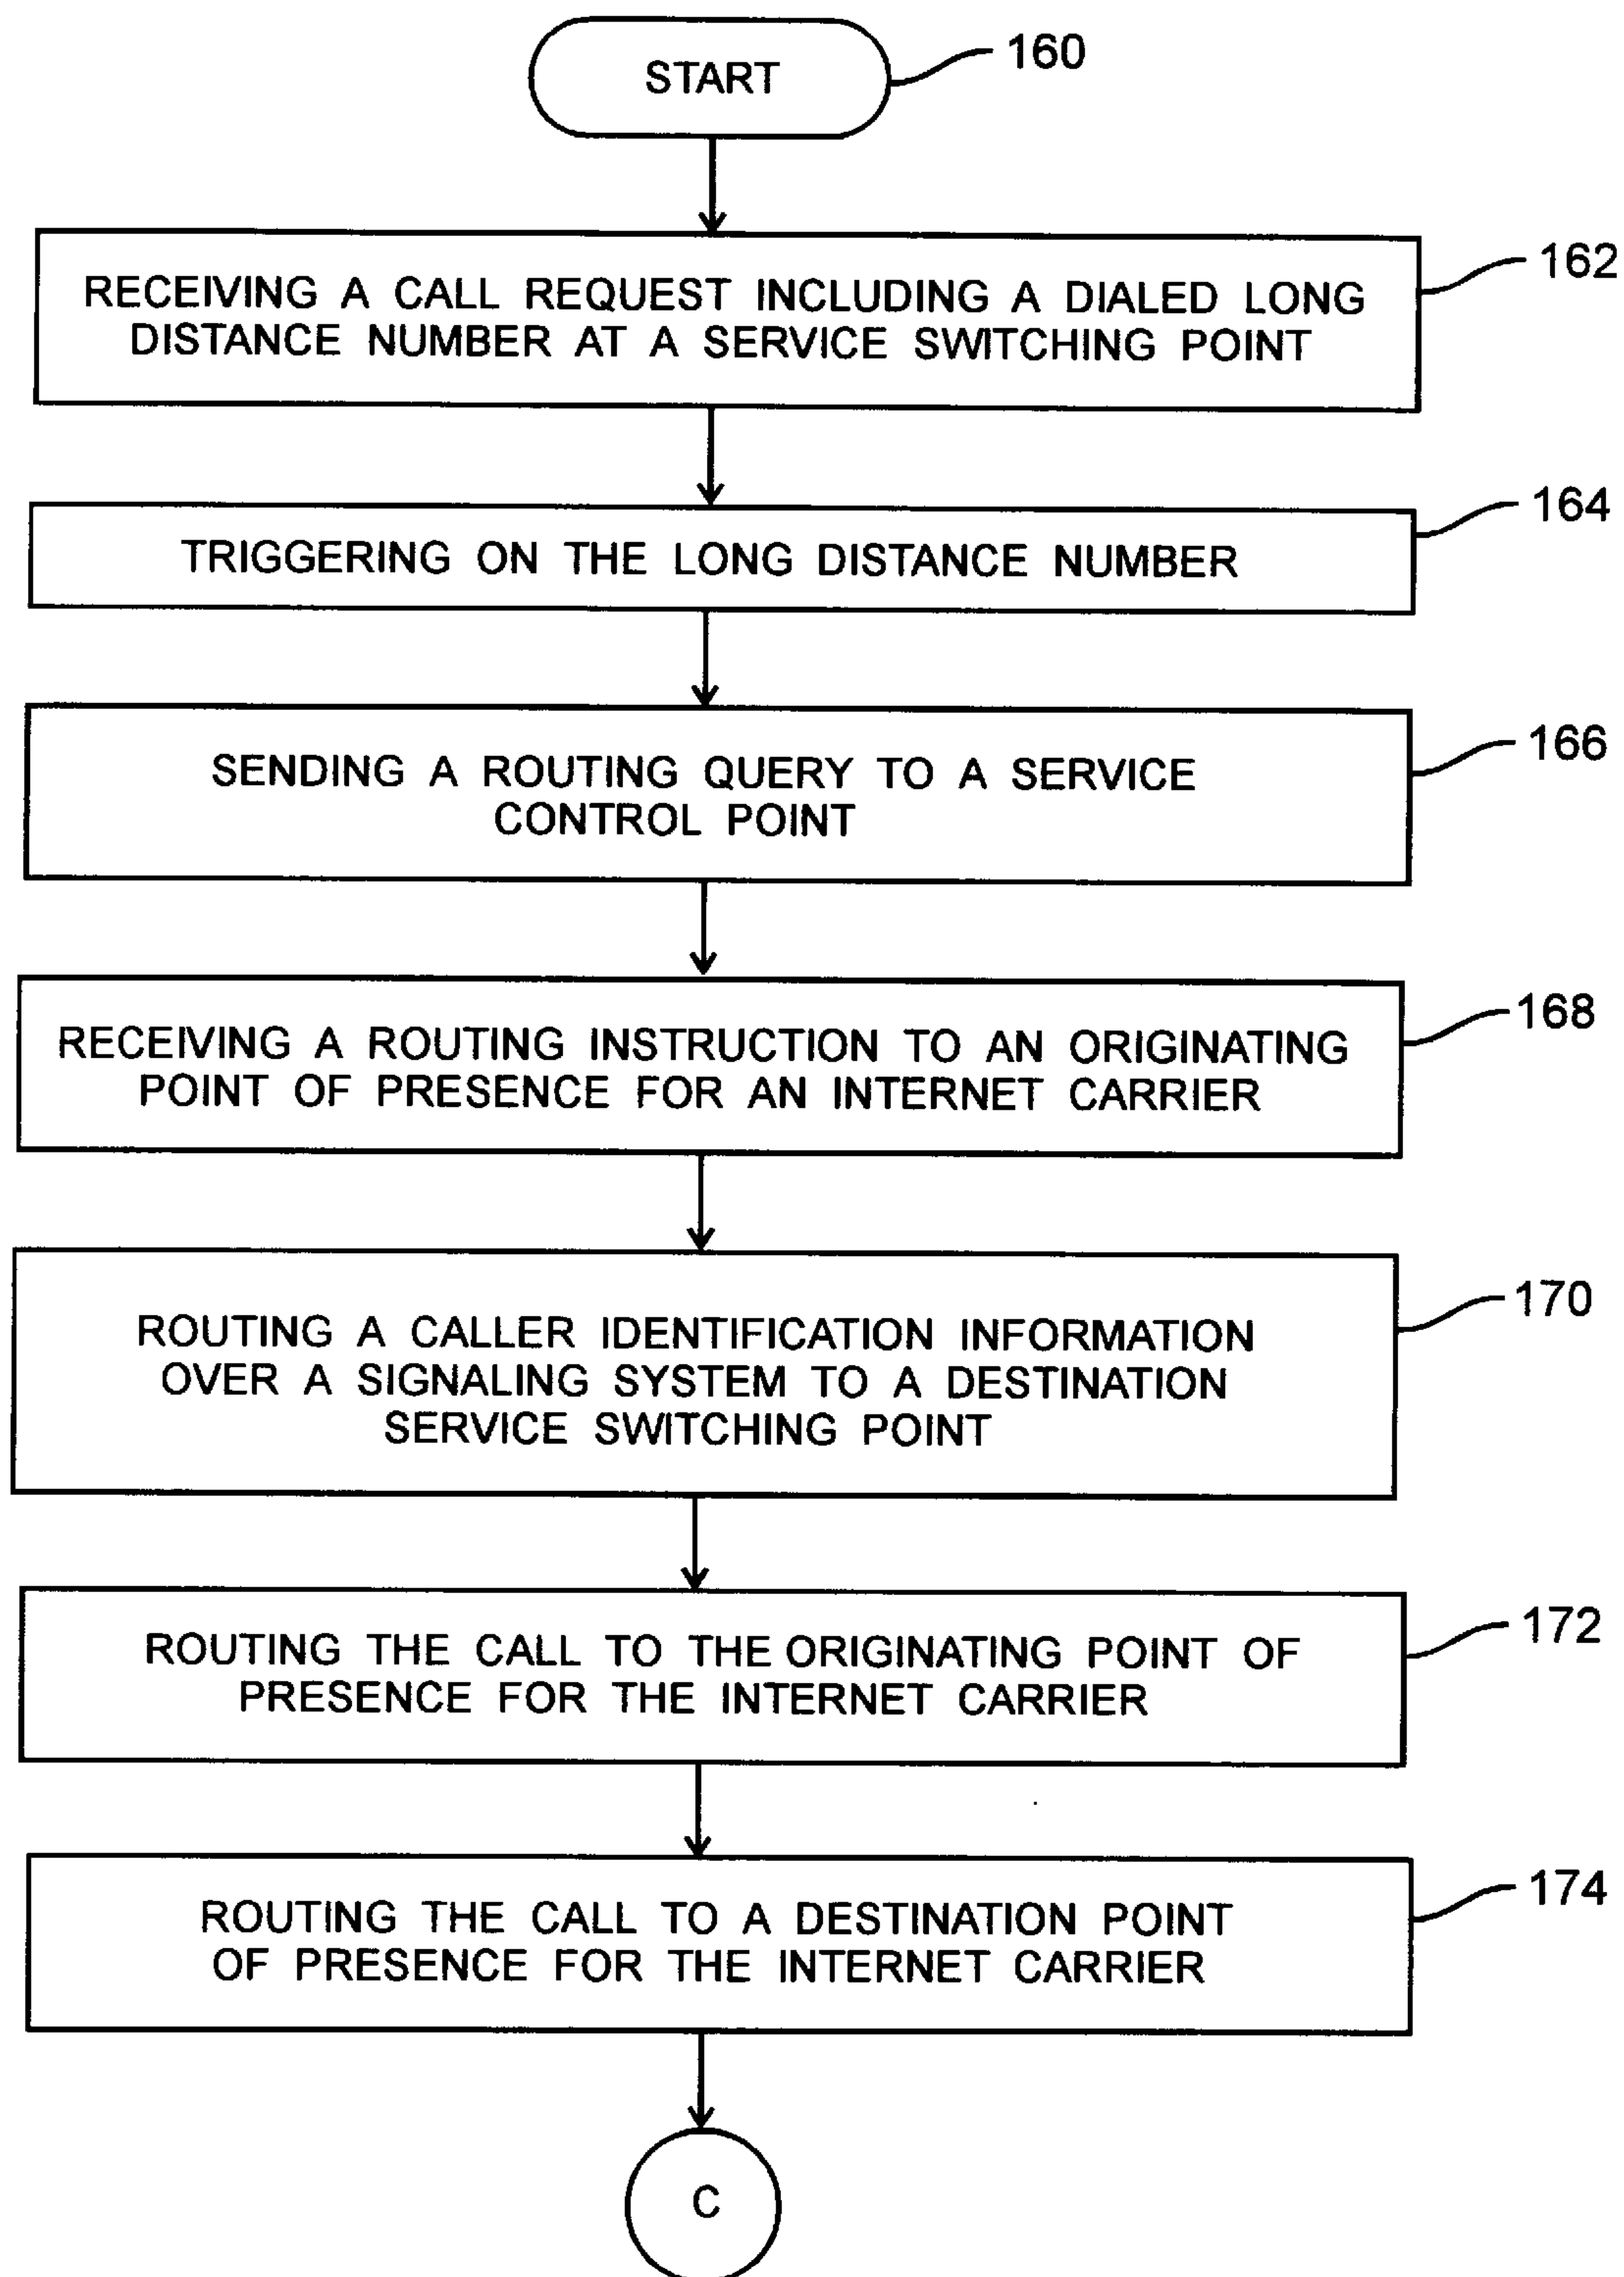 START
160
RECEIVING A CALL REQUEST INCLUDING A DIALED LONG
DISTANCE NUMBER AT A SERVICE SWITCHING POINT
162
TRIGGERING ON THE LONG DISTANCE NUMBER
164
SENDING A ROUTING QUERY TO A SERVICE
CONTROL POINT
166
RECEIVING A ROUTING INSTRUCTION TO AN ORIGINATING
POINT OF PRESENCE FOR AN INTERNET CARRIER
168
ROUTING A CALLER IDENTIFICATION INFORMATION
OVER A SIGNALING SYSTEM TO A DESTINATION
SERVICE SWITCHING POINT
170
ROUTING THE CALL TO THE ORIGINATING POINT OF
PRESENCE FOR THE INTERNET CARRIER
172
ROUTING THE CALL TO A DESTINATION POINT
OF PRESENCE FOR THE INTERNET CARRIER
174
C